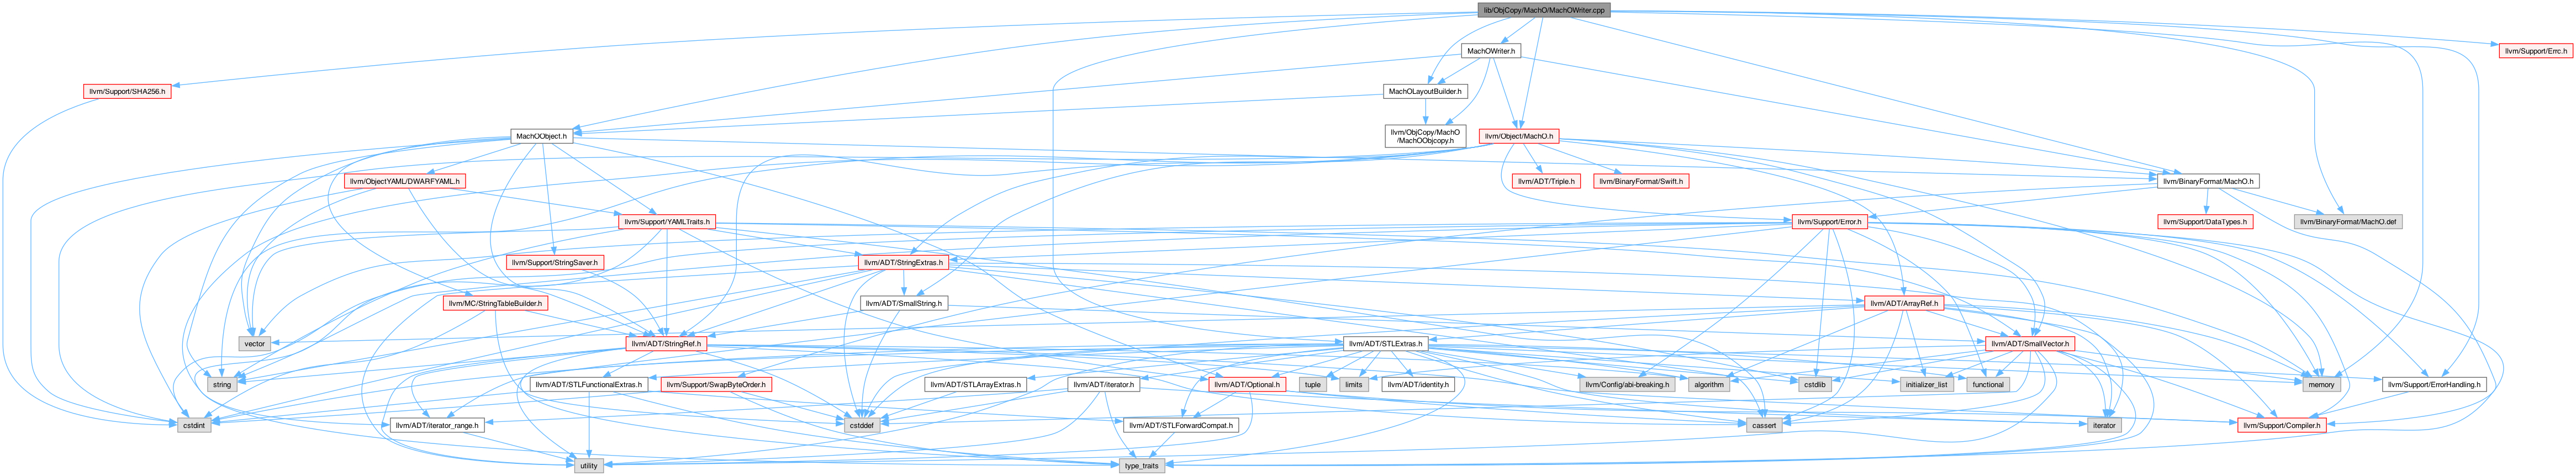 lib/ObjCopy/MachO/MachOWriter.cpp
MachOWriter.h
llvm/Support/Errc.h
llvm/Support/SHA256.h
MachOLayoutBuilder.h
MachOObject.h
llvm/ObjCopy/MachO
/MachOObjcopy.h
llvm/Object/MachO.h
llvm/ObjectYAML/DWARFYAML.h
llvm/ADT/Triple.h
llvm/BinaryFormat/Swift.h
llvm/BinaryFormat/MachO.h
llvm/Support/YAMLTraits.h
llvm/Support/Error.h
llvm/Support/DataTypes.h
llvm/BinaryFormat/MachO.def
llvm/Support/StringSaver.h
llvm/ADT/StringExtras.h
llvm/MC/StringTableBuilder.h
llvm/ADT/SmallString.h
llvm/ADT/ArrayRef.h
vector
llvm/ADT/StringRef.h
llvm/ADT/STLExtras.h
llvm/ADT/SmallVector.h
string
llvm/ADT/STLFunctionalExtras.h
llvm/Support/SwapByteOrder.h
llvm/ADT/STLArrayExtras.h
llvm/ADT/iterator.h
llvm/ADT/Optional.h
tuple
limits
llvm/ADT/identity.h
llvm/Config/abi-breaking.h
algorithm
cstdlib
initializer_list
functional
memory
llvm/Support/ErrorHandling.h
cstdint
llvm/ADT/iterator_range.h
cstddef
llvm/ADT/STLForwardCompat.h
cassert
iterator
llvm/Support/Compiler.h
utility
type_traits